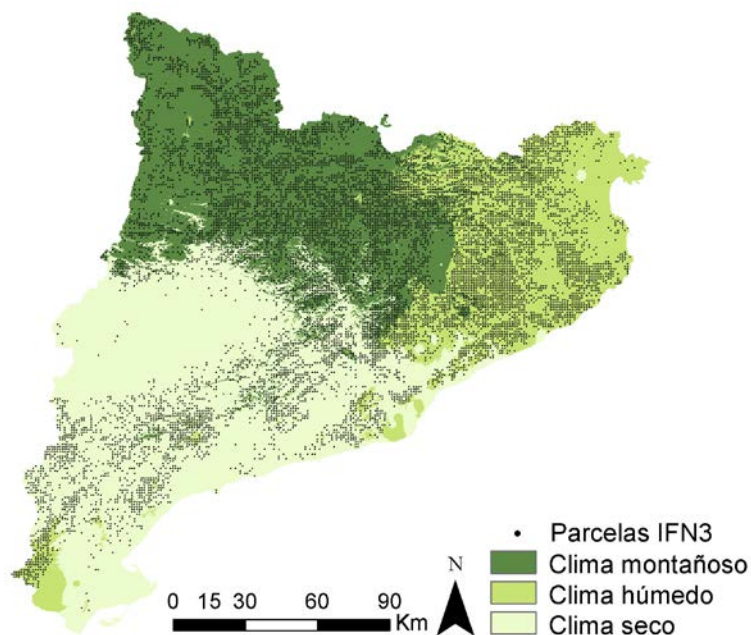 Parcelas IFN3
N
Clima montañoso
Clima húmedo
0 15 30 60 90
Km
Clima seco